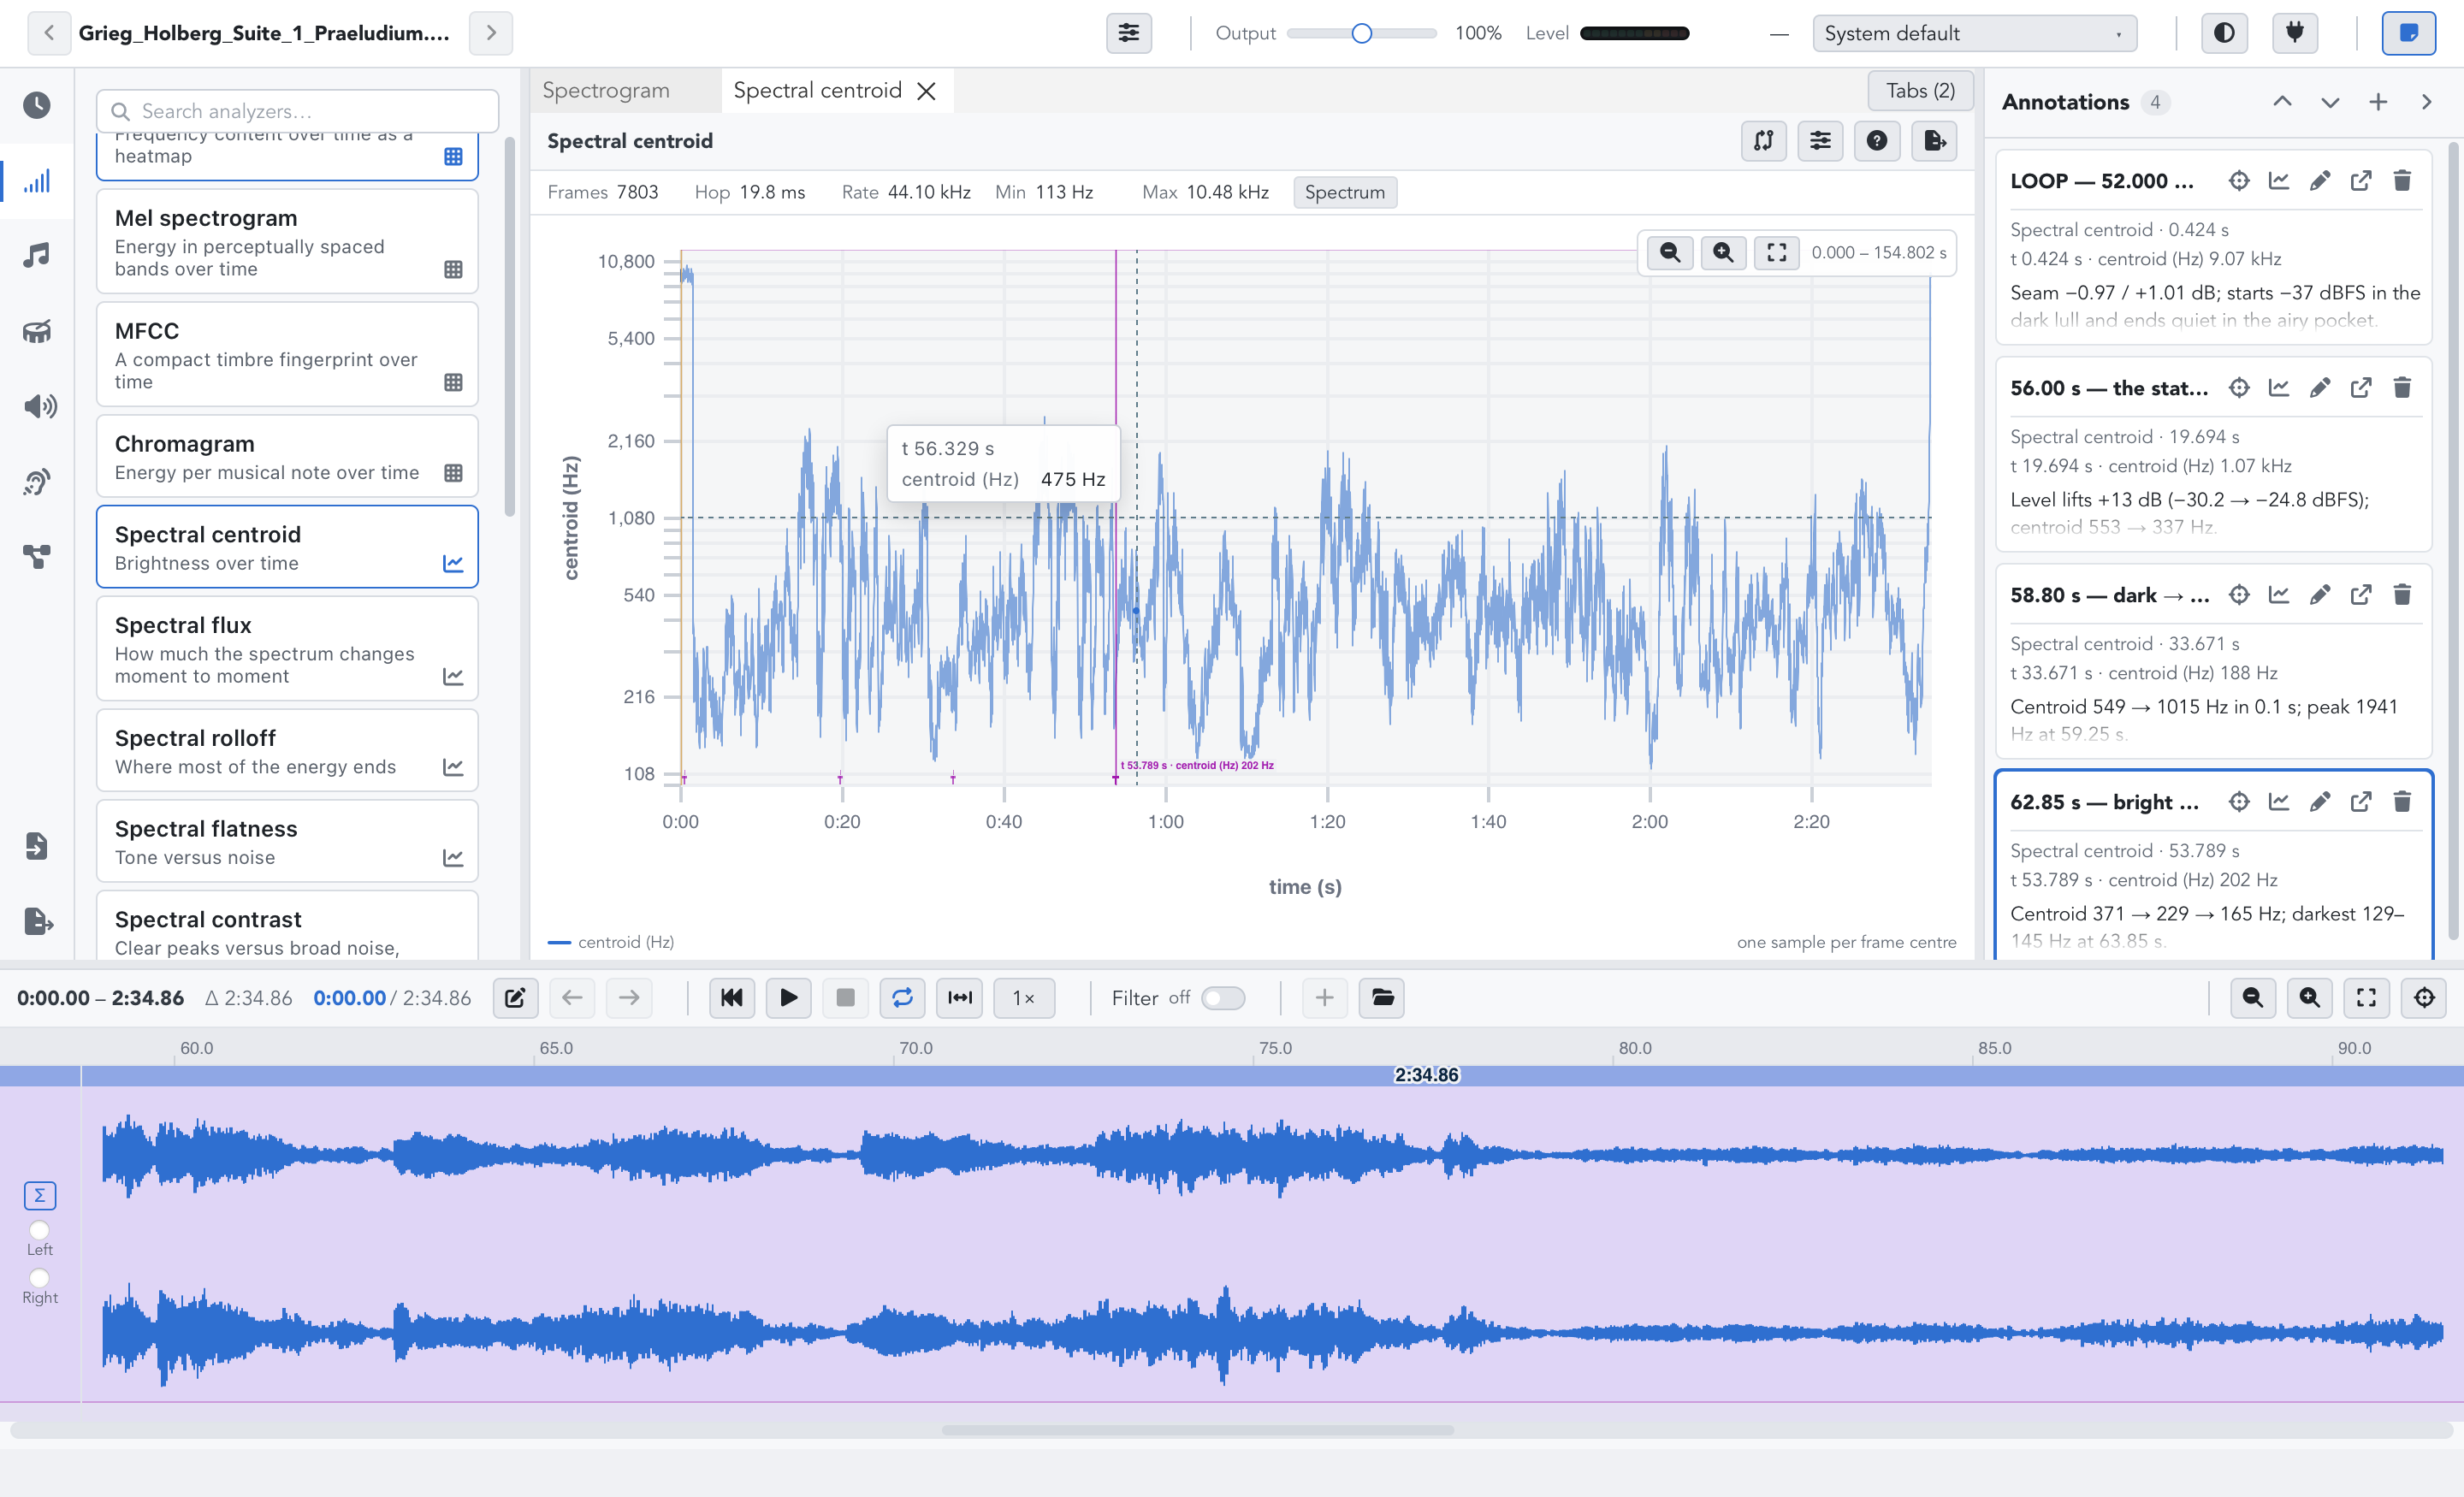 Grieg_Holberg_Suite_1_Praeludium....
Output 100% Level — System default
Search analyzers...
Frequency content over time as a
heatmap
Mel spectrogram
Energy in perceptually spaced
bands over time
MFCC
A compact timbre fingerprint over
time
Chromagram
Energy per musical note over time
Spectral centroid
Brightness over time
Spectral flux
How much the spectrum changes
moment to moment
Spectral rolloff
Where most of the energy ends
Spectral flatness
Tone versus noise
Spectral contrast
Clear peaks versus broad noise,
Spectrogram
Spectral centroid
Tabs (2)
Spectral centroid
Frames 7803 Hop 19.8 ms Rate 44.10 kHz Min 113 Hz Max 10.48 kHz Spectrum
0.000 – 154.802 s
centroid (Hz)
10,800
5,400
2,160
1,080
540
216
108
t 56.329 s
centroid (Hz) 475 Hz
t 53.789 s · centroid (Hz) 202 Hz
0:00 0:20 0:40 1:00 1:20 1:40 2:00 2:20
time (s)
centroid (Hz)
one sample per frame centre
Annotations 4
LOOP — 52.000 ...
Spectral centroid · 0.424 s
t 0.424 s · centroid (Hz) 9.07 kHz
Seam −0.97 / +1.01 dB; starts −37 dBFS in the
dark lull and ends quiet in the airy pocket.
56.00 s — the stat...
Spectral centroid · 19.694 s
t 19.694 s · centroid (Hz) 1.07 kHz
Level lifts +13 dB (−30.2 → −24.8 dBFS);
centroid 553 → 337 Hz.
58.80 s — dark → ...
Spectral centroid · 33.671 s
t 33.671 s · centroid (Hz) 188 Hz
Centroid 549 → 1015 Hz in 0.1 s; peak 1941
Hz at 59.25 s.
62.85 s — bright ...
Spectral centroid · 53.789 s
t 53.789 s · centroid (Hz) 202 Hz
Centroid 371 → 229 → 165 Hz; darkest 129–
145 Hz at 63.85 s.
0:00.00 – 2:34.86 Δ 2:34.86 0:00.00 / 2:34.86 1× Filter off
60.0 65.0 70.0 75.0 80.0 85.0 90.0
2:34.86
Σ
Left
Right